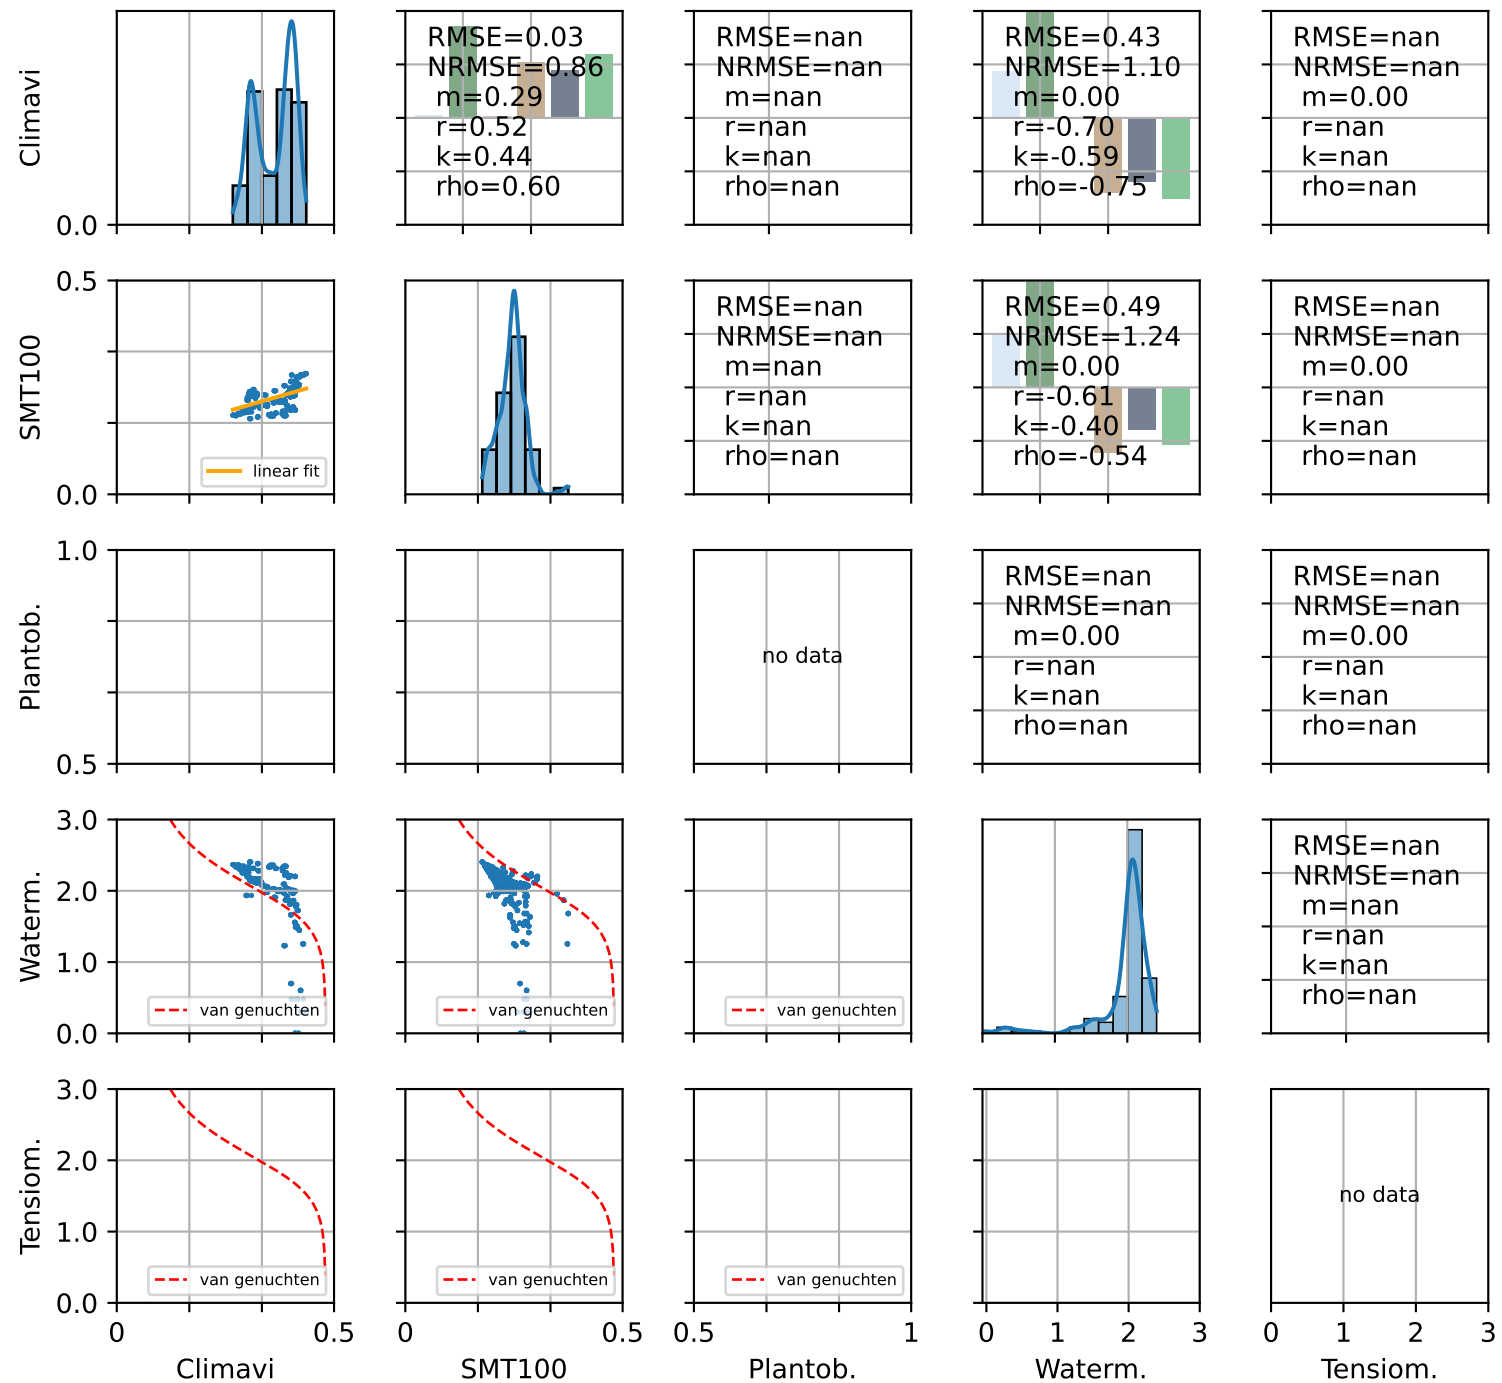 Climavi
0.0
RMSE=0.03
NRMSE=0.86
m=0.29
r=0.52
k=0.44
rho=0.60
RMSE=nan
NRMSE=nan
m=nan
r=nan
k=nan
rho=nan
RMSE=0.43
NRMSE=1.10
m=0.00
r=-0.70
k=-0.59
rho=-0.75
RMSE=nan
NRMSE=nan
m=0.00
r=nan
k=nan
rho=nan
SMT100
0.5
0.0
linear fit
RMSE=nan
NRMSE=nan
m=nan
r=nan
k=nan
rho=nan
RMSE=0.49
NRMSE=1.24
m=0.00
r=-0.61
k=-0.40
rho=-0.54
RMSE=nan
NRMSE=nan
m=0.00
r=nan
k=nan
rho=nan
Plantob.
1.0
0.5
no data
RMSE=nan
NRMSE=nan
m=0.00
r=nan
k=nan
rho=nan
RMSE=nan
NRMSE=nan
m=0.00
r=nan
k=nan
rho=nan
Waterm.
3.0
2.0
1.0
0.0
van genuchten
van genuchten
van genuchten
RMSE=nan
NRMSE=nan
m=nan
r=nan
k=nan
rho=nan
Tensiom.
3.0
2.0
1.0
0.0
van genuchten
van genuchten
van genuchten
no data
0 0.5
0 0.5
0.5 1
0 1 2 3
0 1 2 3
Climavi
SMT100
Plantob.
Waterm.
Tensiom.